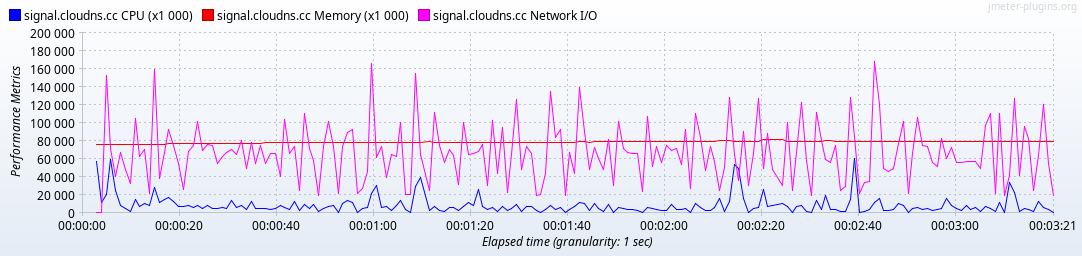 jmeter-plugins.org
signal.cloudns.cc CPU (x1 000) signal.cloudns.cc Memory (x1 000) signal.cloudns.cc Network I/O
Performance Metrics
200 000
180 000
160 000
140 000
120 000
100 000
80 000
60 000
40 000
20 000
0
00:00:00 00:00:20 00:00:40 00:01:00 00:01:20 00:01:40 00:02:00 00:02:20 00:02:40 00:03:00 00:03:21
Elapsed time (granularity: 1 sec)